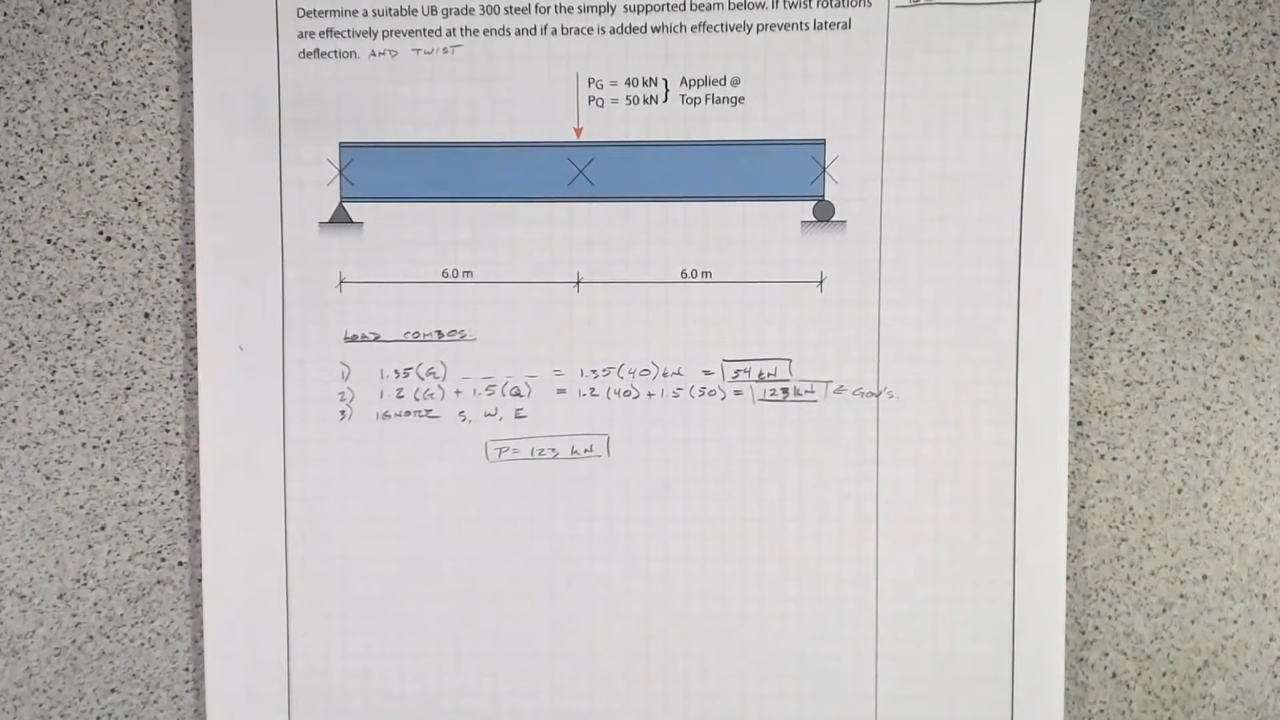 Determine a suitable UB grade 300 steel for the simply supported beam below. If twist rotations
are effectively prevented at the ends and if a brace is added which effectively prevents lateral
deflection. AND TWIST
PG = 40 kN } Applied @
PQ = 50 kN } Top Flange
6.0 m 6.0 m
LOAD COMBOS:
1) 1.35(G) _ _ _ _ = 1.35(40)kN = 54 kN
2) 1.2 (G) + 1.5(Q) = 1.2 (40) + 1.5 (50) = 123 kN ← Gov's.
3) IGNORE S, W, E
P = 123 kN